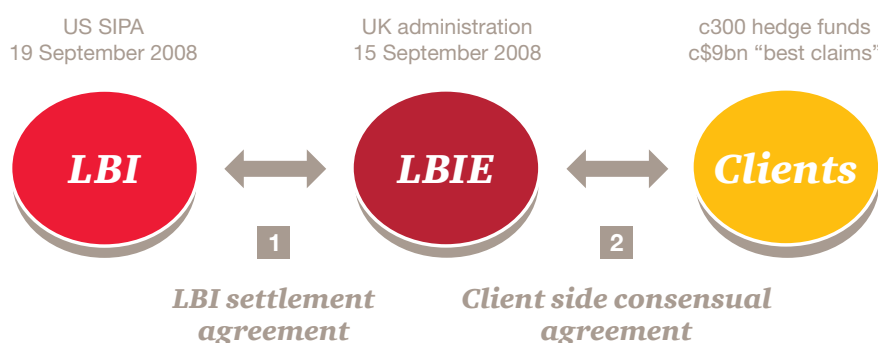 US SIPA
19 September 2008
UK administration
15 September 2008
c300 hedge funds
c$9bn “best claims”
LBI
LBIE
Clients
1
2
LBI settlement
agreement
Client side consensual
agreement